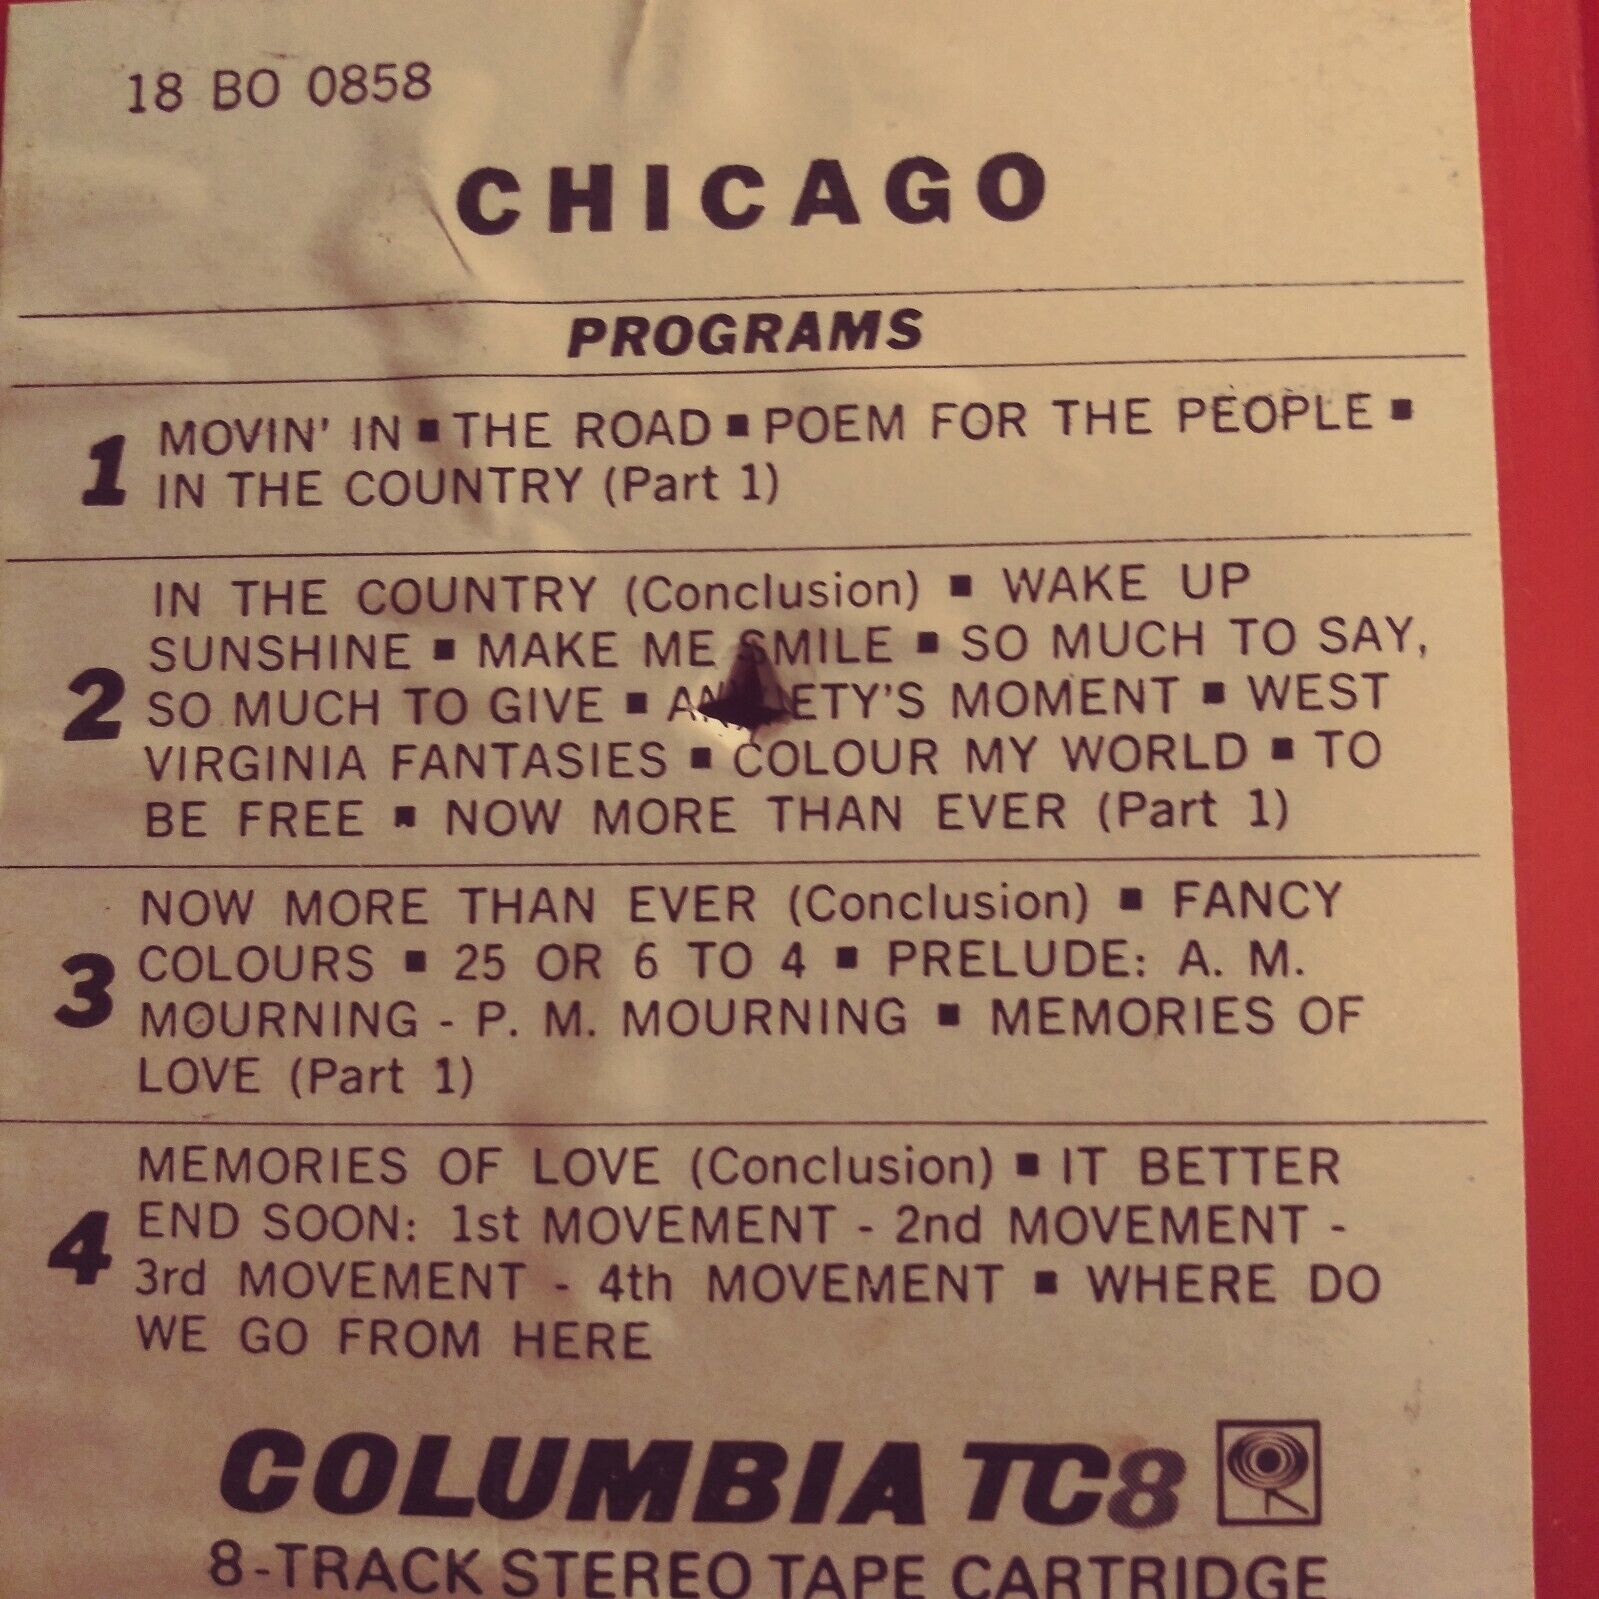 18 BO 0858
CHICAGO
PROGRAMS
1 MOVIN' IN ■ THE ROAD ■ POEM FOR THE PEOPLE ■
IN THE COUNTRY (Part 1)
2 IN THE COUNTRY (Conclusion) ■ WAKE UP
SUNSHINE ■ MAKE ME SMILE ■ SO MUCH TO SAY,
SO MUCH TO GIVE ■ MOMENT ■ WEST
VIRGINIA FANTASIES ■ COLOUR MY WORLD ■ TO
BE FREE ■ NOW MORE THAN EVER (Part 1)
3 NOW MORE THAN EVER (Conclusion) ■ FANCY
COLOURS ■ 25 OR 6 TO 4 ■ PRELUDE: A. M.
MOURNING - P. M. MOURNING ■ MEMORIES OF
LOVE (Part 1)
4 MEMORIES OF LOVE (Conclusion) ■ IT BETTER
END SOON: 1st MOVEMENT - 2nd MOVEMENT -
3rd MOVEMENT - 4th MOVEMENT ■ WHERE DO
WE GO FROM HERE
COLUMBIA TC8
8-TRACK STEREO TAPE CARTRIDGE